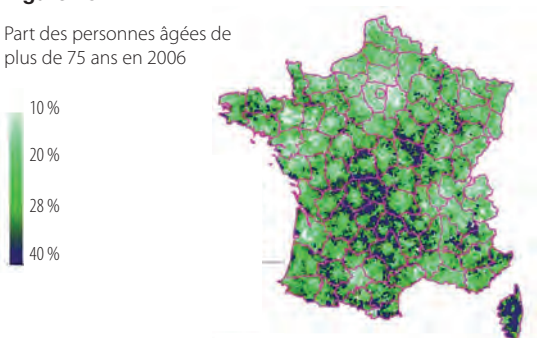 Part des personnes âgées de
plus de 75 ans en 2006
10 %
20 %
28 %
40 %